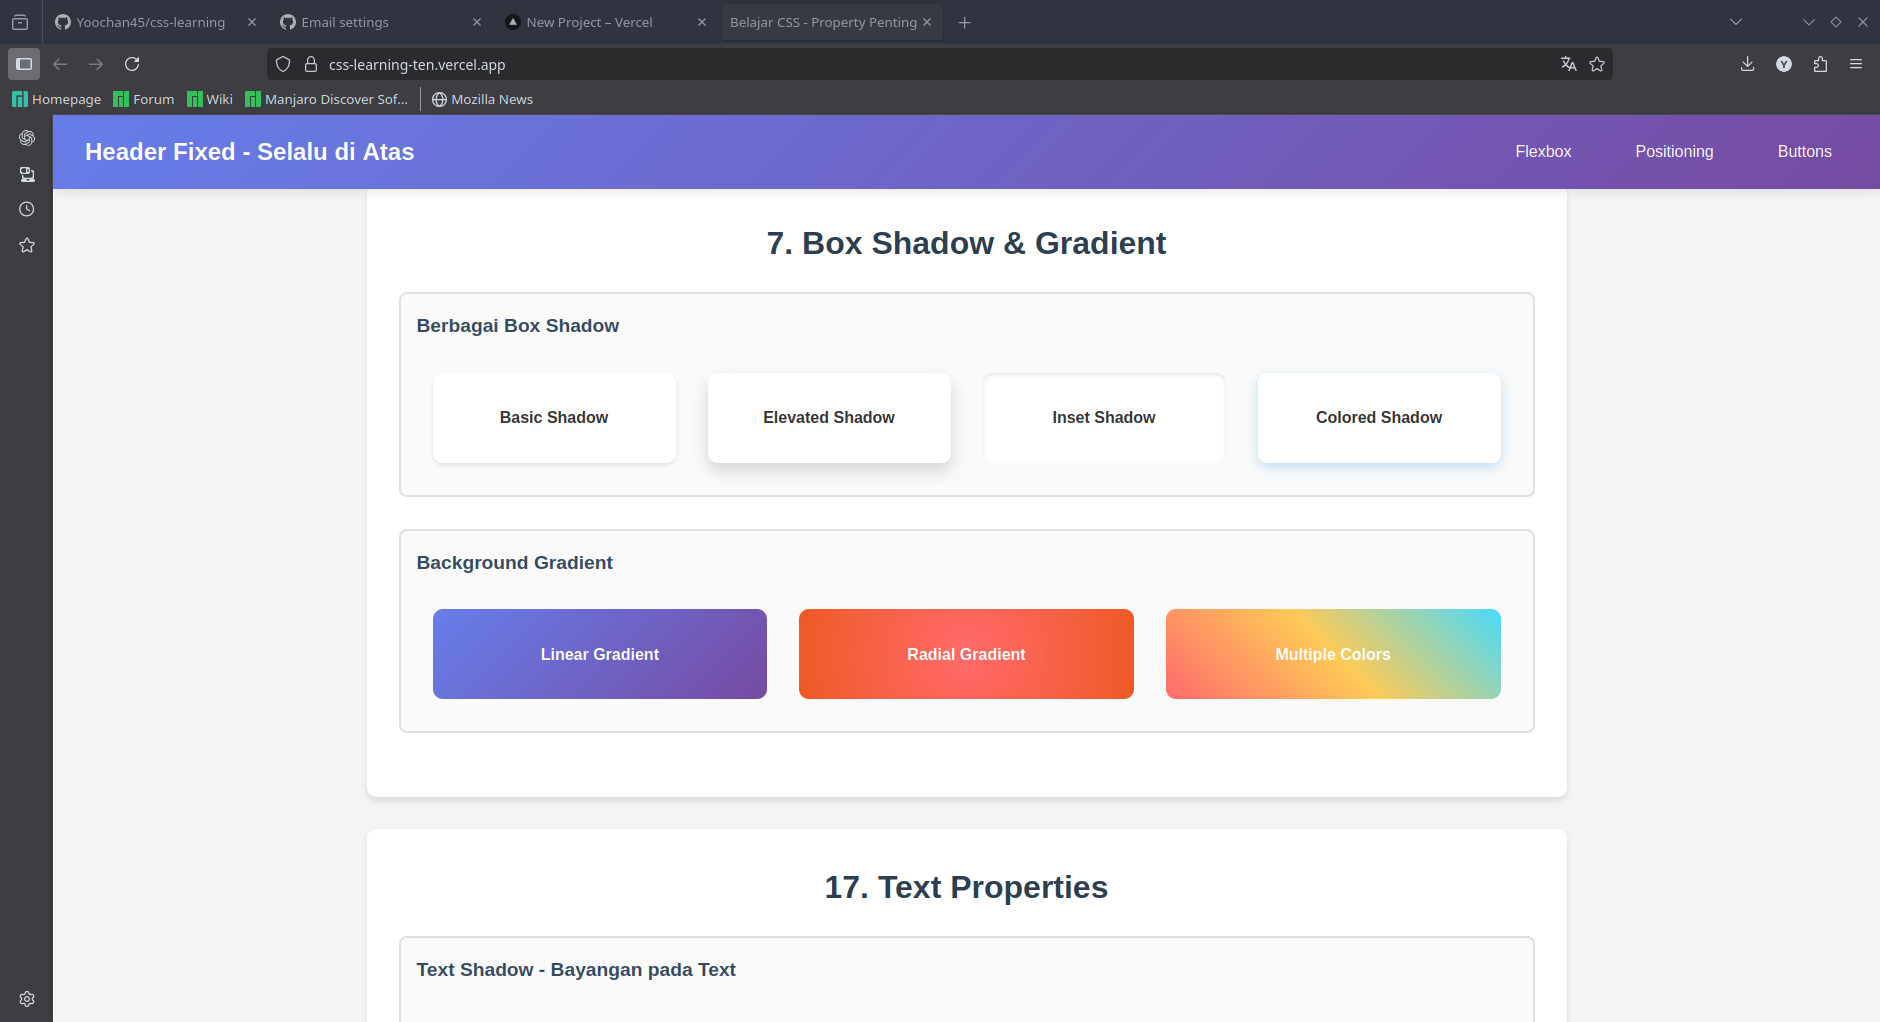 Yoochan45/css-learning
Email settings
New Project – Vercel
Belajar CSS - Property Penting
css-learning-ten.vercel.app
Y
Homepage
Forum
Wiki
Manjaro Discover Sof...
Mozilla News
Header Fixed - Selalu di Atas
Flexbox
Positioning
Buttons
7. Box Shadow & Gradient
Berbagai Box Shadow
Basic Shadow
Elevated Shadow
Inset Shadow
Colored Shadow
Background Gradient
Linear Gradient
Radial Gradient
Multiple Colors
17. Text Properties
Text Shadow - Bayangan pada Text